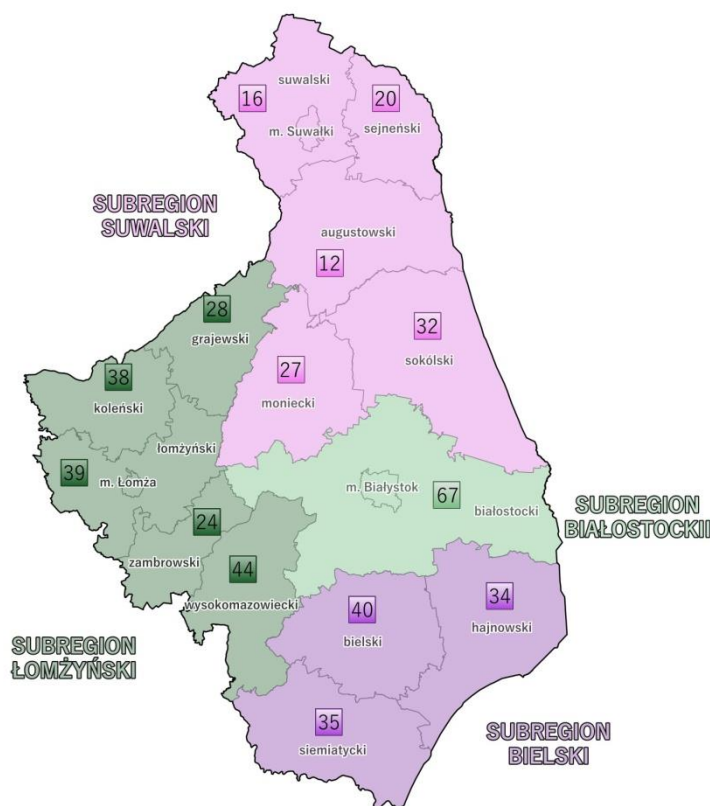 suwalski
16
20
m. Suwałki
sejneński
SUBREGION
SUWALSKI
augustowski
12
28
32
grajewski
sokólski
38
27
koleński
moniecki
łomżyński
39
m. Łomża
m. Białystok
67
białostocki
SUBREGION
BIAŁOSTOCKII
24
zambrowski
44
wysokomazowiecki
40
34
bielski
hajnowski
SUBREGION
ŁOMŻYŃSKI
35
siemiatycki
SUBREGION
BIELSKI